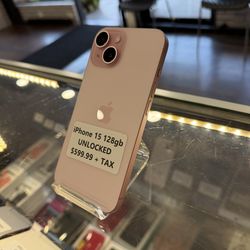 iPhone 15 128gb
UNLOCKED
$599.99 + TAX